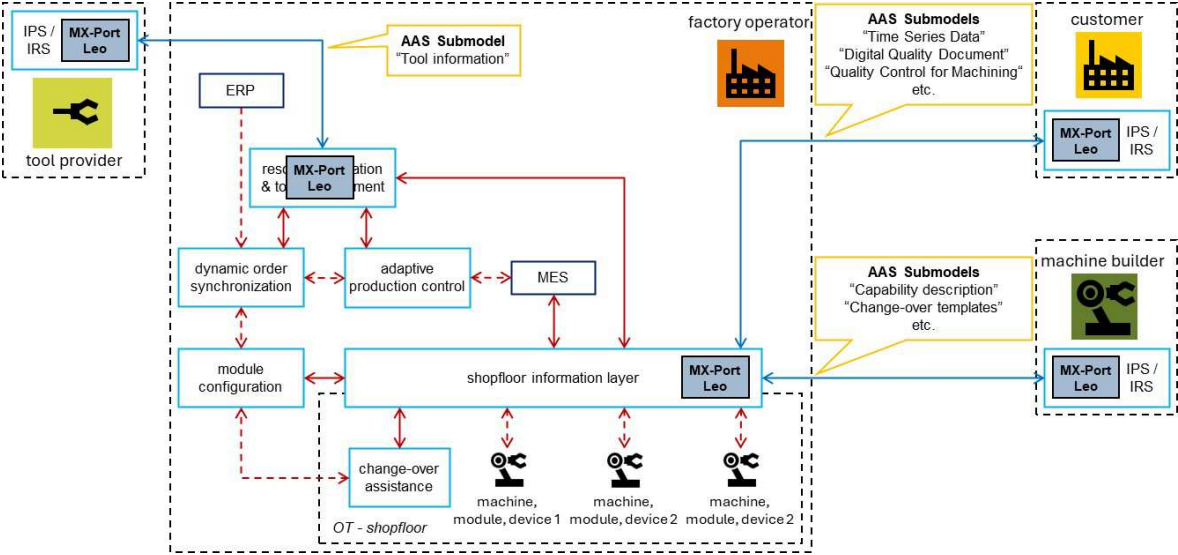 IPS /
IRS
MX-Port
Leo
tool provider
AAS Submodel
“Tool information”
factory operator
AAS Submodels
“Time Series Data”
“Digital Quality Document”
“Quality Control for Machining“
etc.
customer
MX-Port
Leo
IPS /
IRS
ERP
MX-Port
Leo
& to
dynamic order
synchronization
adaptive
production control
MES
AAS Submodels
“Capability description”
“Change-over templates”
etc.
machine builder
MX-Port
Leo
IPS /
IRS
module
configuration
shopfloor information layer
MX-Port
Leo
change-over
assistance
OT - shopfloor
machine,
module, device 1
machine,
module, device 2
machine,
module, device 2